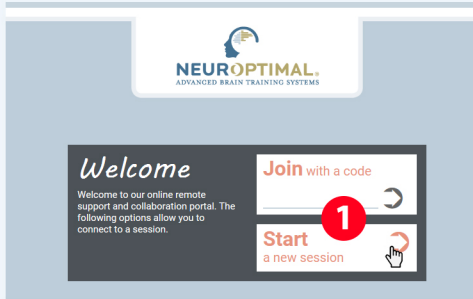 NEUROPTIMAL®
ADVANCED BRAIN TRAINING SYSTEMS
Welcome
Welcome to our online remote
support and collaboration portal. The
following options allow you to
connect to a session.
Join with a code
1
Start
a new session